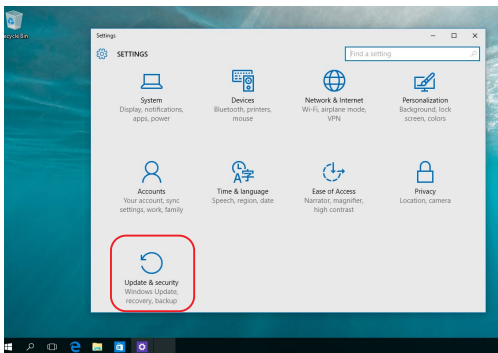 Recycle Bin
Settings
SETTINGS
Find a setting
System
Display, notifications,
apps, power
Devices
Bluetooth, printers,
mouse
Network & Internet
Wi-Fi, airplane mode,
VPN
Personalization
Background, lock
screen, colors
Accounts
Your account, sync
settings, work, family
Time & language
Speech, region, date
Ease of Access
Narrator, magnifier,
high contrast
Privacy
Location, camera
Update & security
Windows Update,
recovery, backup